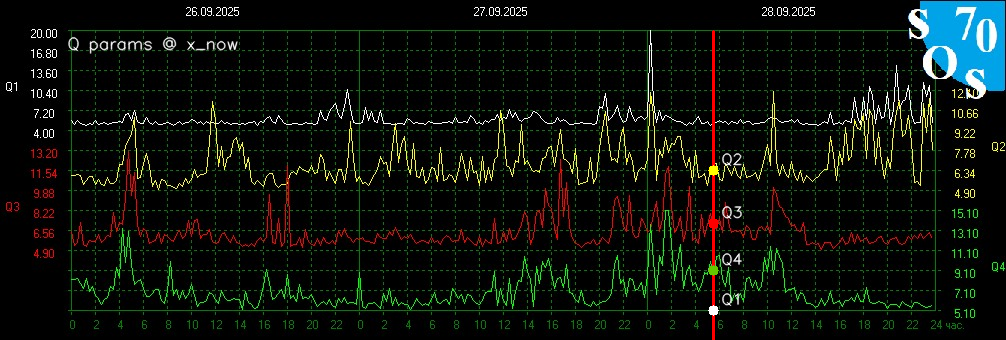 26.09.2025 27.09.2025 28.09.2025
S 70
O S
Q params @ x_now
20.00
16.80
13.60
Q1
10.40
7.20
4.00
13.20
11.54
9.88
Q3
8.22
6.56
4.90
10.66
9.22
Q2
7.78
6.34
4.90
15.10
13.10
11.10
Q4
9.10
7.10
5.10
Q2
Q3
Q4
Q1
0 2 4 6 8 10 12 14 16 18 20 22 0 2 4 6 8 10 12 14 16 18 20 22 0 2 4 6 8 10 12 14 16 18 20 22 24 час.